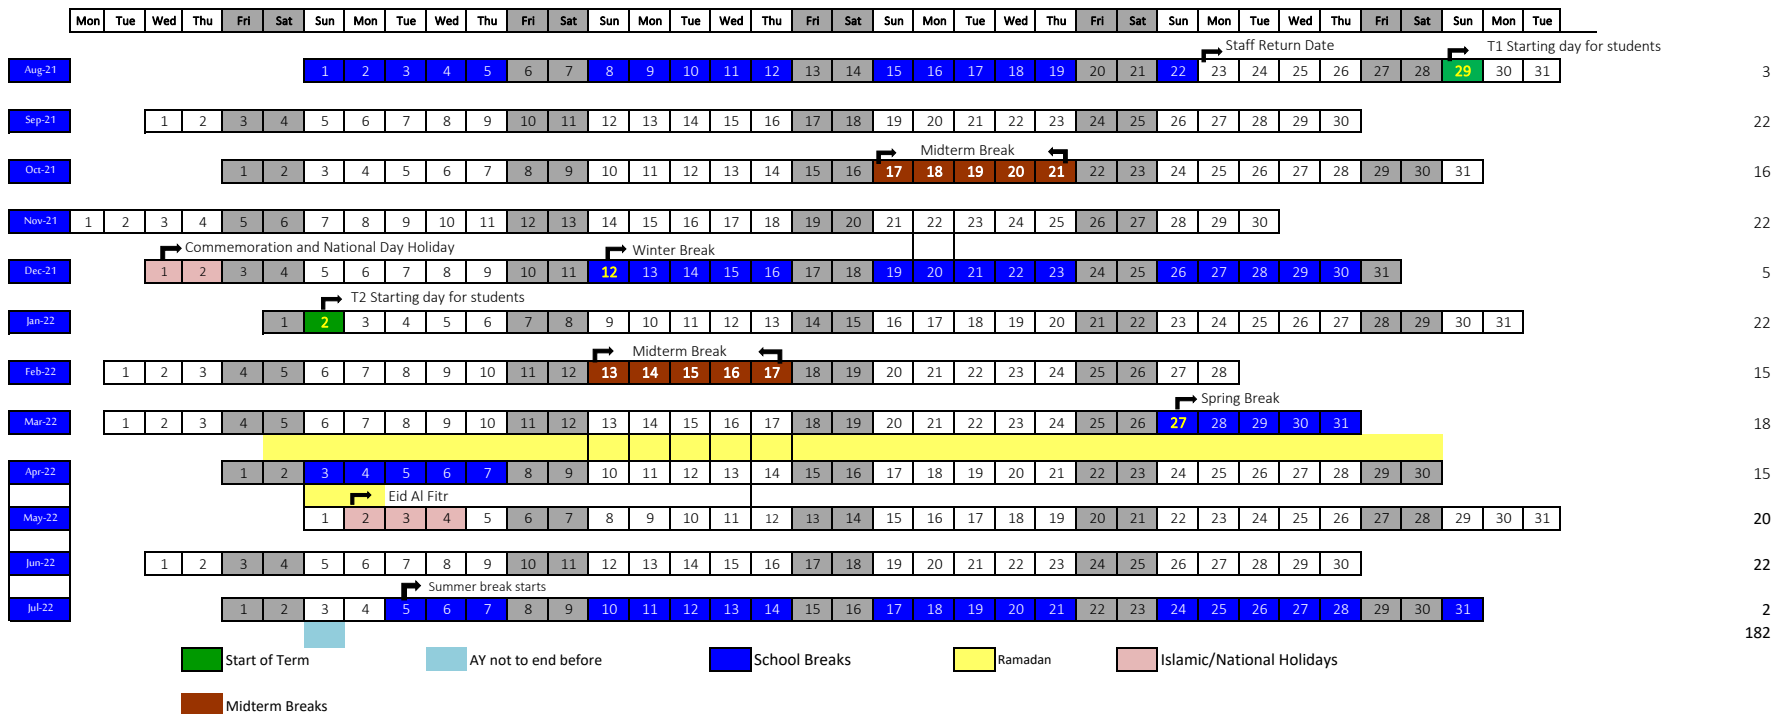 Mon Tue Wed Thu Fri Sat Sun Mon Tue Wed Thu Fri Sat Sun Mon Tue Wed Thu Fri Sat Sun Mon Tue Wed Thu Fri Sat Sun Mon Tue Wed Thu Fri Sat Sun Mon Tue
Staff Return Date T1 Starting day for students
Aug-21 1 2 3 4 5 6 7 8 9 10 11 12 13 14 15 16 17 18 19 20 21 22 23 24 25 26 27 28 29 30 31 3
Sep-21 1 2 3 4 5 6 7 8 9 10 11 12 13 14 15 16 17 18 19 20 21 22 23 24 25 26 27 28 29 30 22
Midterm Break
Oct-21 1 2 3 4 5 6 7 8 9 10 11 12 13 14 15 16 17 18 19 20 21 22 23 24 25 26 27 28 29 30 31 16
Nov-21 1 2 3 4 5 6 7 8 9 10 11 12 13 14 15 16 17 18 19 20 21 22 23 24 25 26 27 28 29 30 22
Commemoration and National Day Holiday Winter Break
Dec-21 1 2 3 4 5 6 7 8 9 10 11 12 13 14 15 16 17 18 19 20 21 22 23 24 25 26 27 28 29 30 31 5
T2 Starting day for students
Jan-22 1 2 3 4 5 6 7 8 9 10 11 12 13 14 15 16 17 18 19 20 21 22 23 24 25 26 27 28 29 30 31 22
Midterm Break
Feb-22 1 2 3 4 5 6 7 8 9 10 11 12 13 14 15 16 17 18 19 20 21 22 23 24 25 26 27 28 15
Spring Break
Mar-22 1 2 3 4 5 6 7 8 9 10 11 12 13 14 15 16 17 18 19 20 21 22 23 24 25 26 27 28 29 30 31 18
Apr-22 1 2 3 4 5 6 7 8 9 10 11 12 13 14 15 16 17 18 19 20 21 22 23 24 25 26 27 28 29 30 15
Eid Al Fitr
May-22 1 2 3 4 5 6 7 8 9 10 11 12 13 14 15 16 17 18 19 20 21 22 23 24 25 26 27 28 29 30 31 20
Jun-22 1 2 3 4 5 6 7 8 9 10 11 12 13 14 15 16 17 18 19 20 21 22 23 24 25 26 27 28 29 30 22
Summer break starts
Jul-22 1 2 3 4 5 6 7 8 9 10 11 12 13 14 15 16 17 18 19 20 21 22 23 24 25 26 27 28 29 30 31 2
182
Start of Term AY not to end before School Breaks Ramadan Islamic/National Holidays
Midterm Breaks